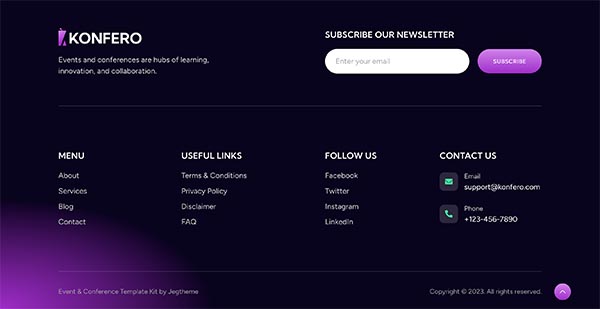 KONFERO
Events and conferences are hubs of learning,
innovation, and collaboration.
SUBSCRIBE OUR NEWSLETTER
Enter your email
SUBSCRIBE
MENU
About
Services
Blog
Contact
USEFUL LINKS
Terms & Conditions
Privacy Policy
Disclaimer
FAQ
FOLLOW US
Facebook
Twitter
Instagram
LinkedIn
CONTACT US
Email
support@konfero.com
Phone
+123-456-7890
Event & Conference Template Kit by Jegtheme
Copyright © 2023. All rights reserved.